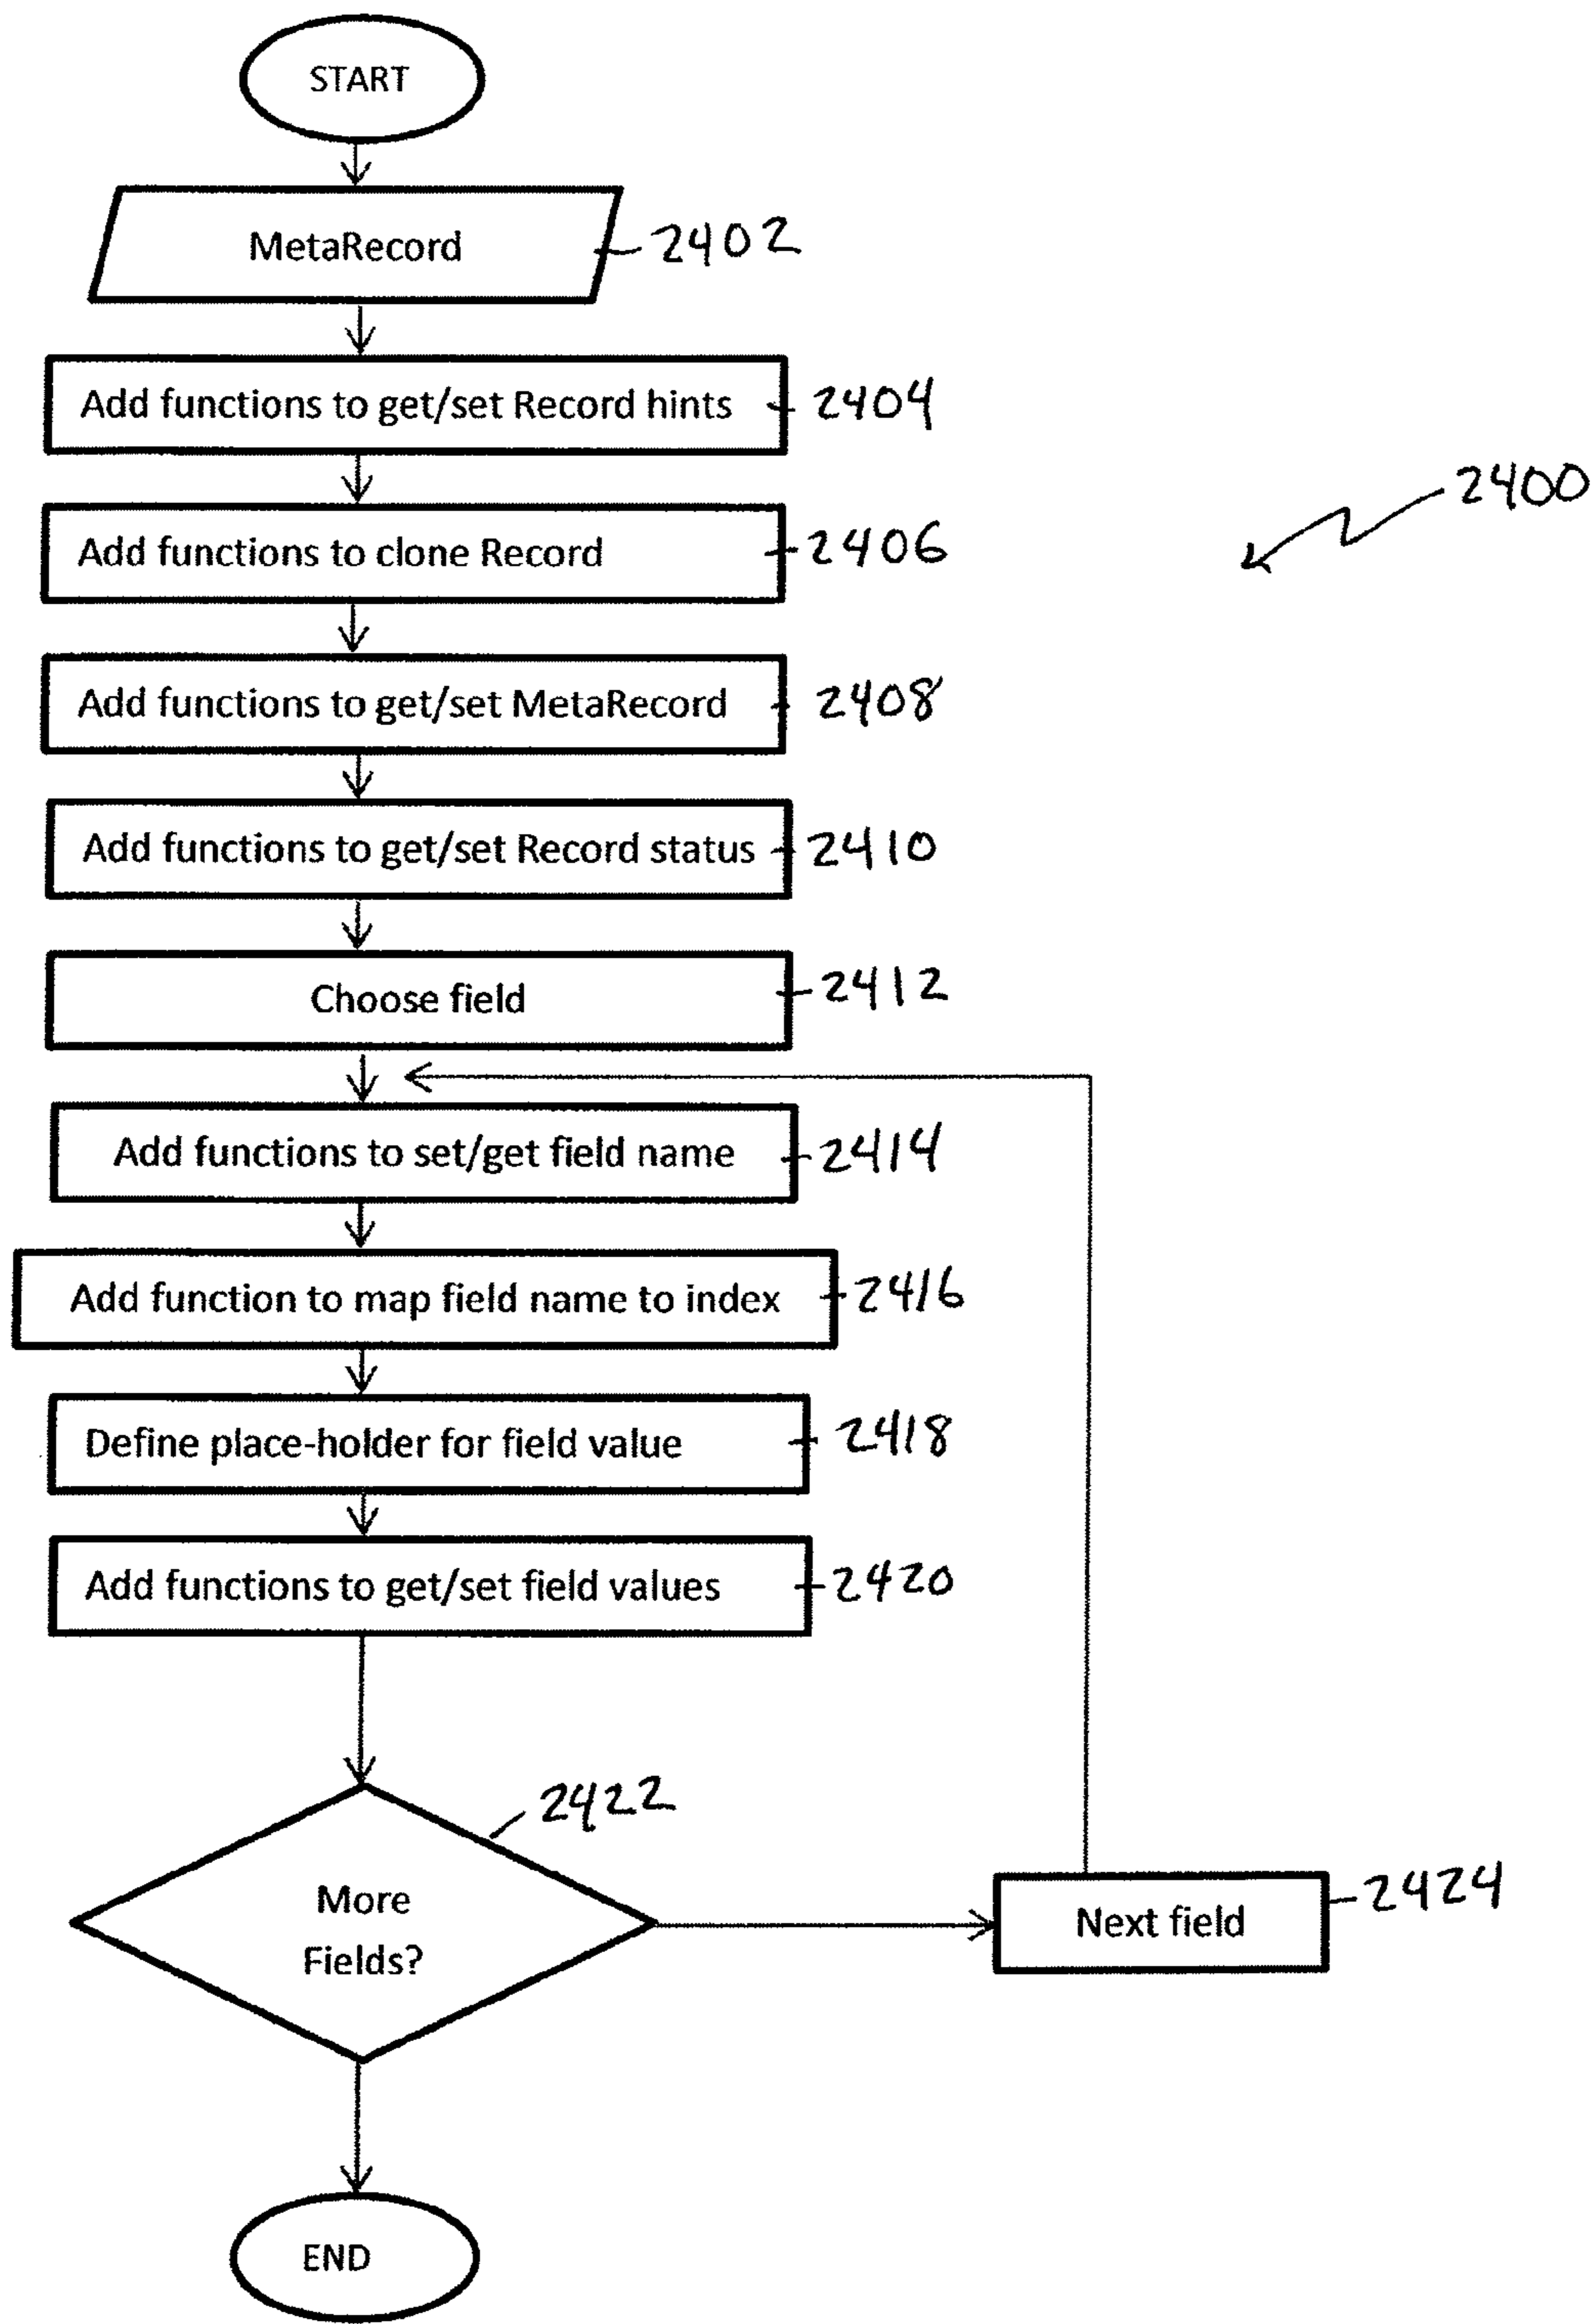 START
MetaRecord
2402
Add functions to get/set Record hints
2404
2400
Add functions to clone Record
2406
Add functions to get/set MetaRecord
2408
Add functions to get/set Record status
2410
Choose field
2412
Add functions to set/get field name
2414
Add function to map field name to index
2416
Define place-holder for field value
2418
Add functions to get/set field values
2420
2422
More
Fields?
Next field
2424
END